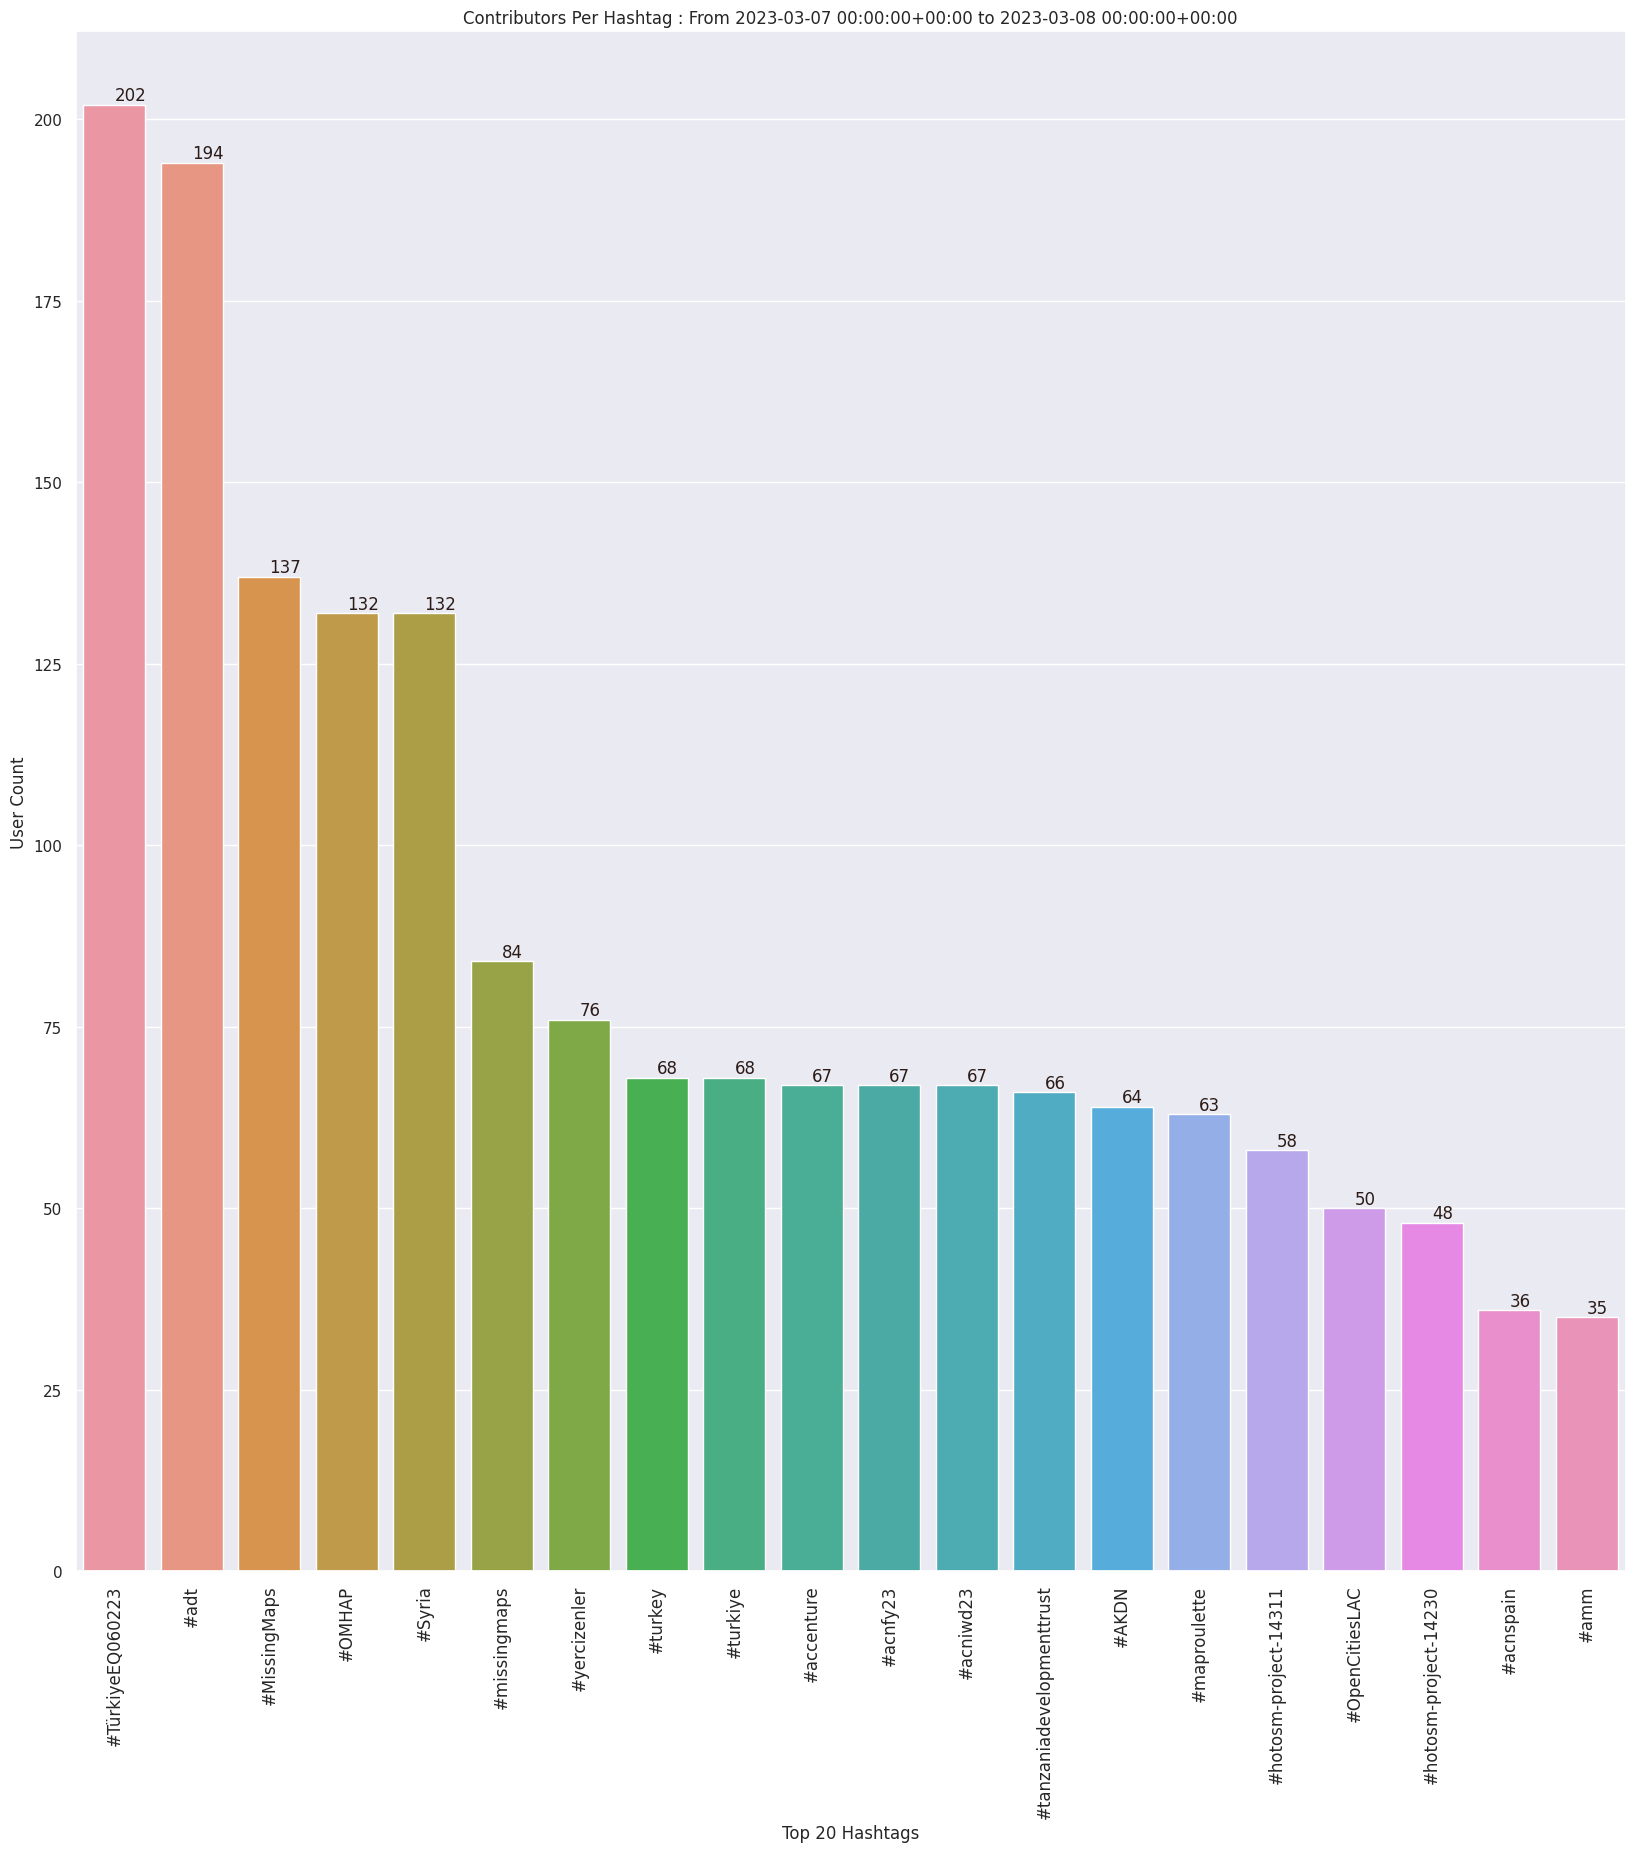 Contributors Per Hashtag : From 2023-03-07 00:00:00+00:00 to 2023-03-08 00:00:00+00:00
User Count
200
175
150
125
100
75
50
25
0
202
194
137
132
132
84
76
68
68
67
67
67
66
64
63
58
50
48
36
35
#TürkiyeEQ060223
#adt
#MissingMaps
#OMHAP
#Syria
#missingmaps
#yercizenler
#turkey
#turkiye
#accenture
#acnfy23
#acniwd23
#tanzaniadevelopmenttrust
#AKDN
#maproulette
#hotosm-project-14311
#OpenCitiesLAC
#hotosm-project-14230
#acnspain
#amm
Top 20 Hashtags